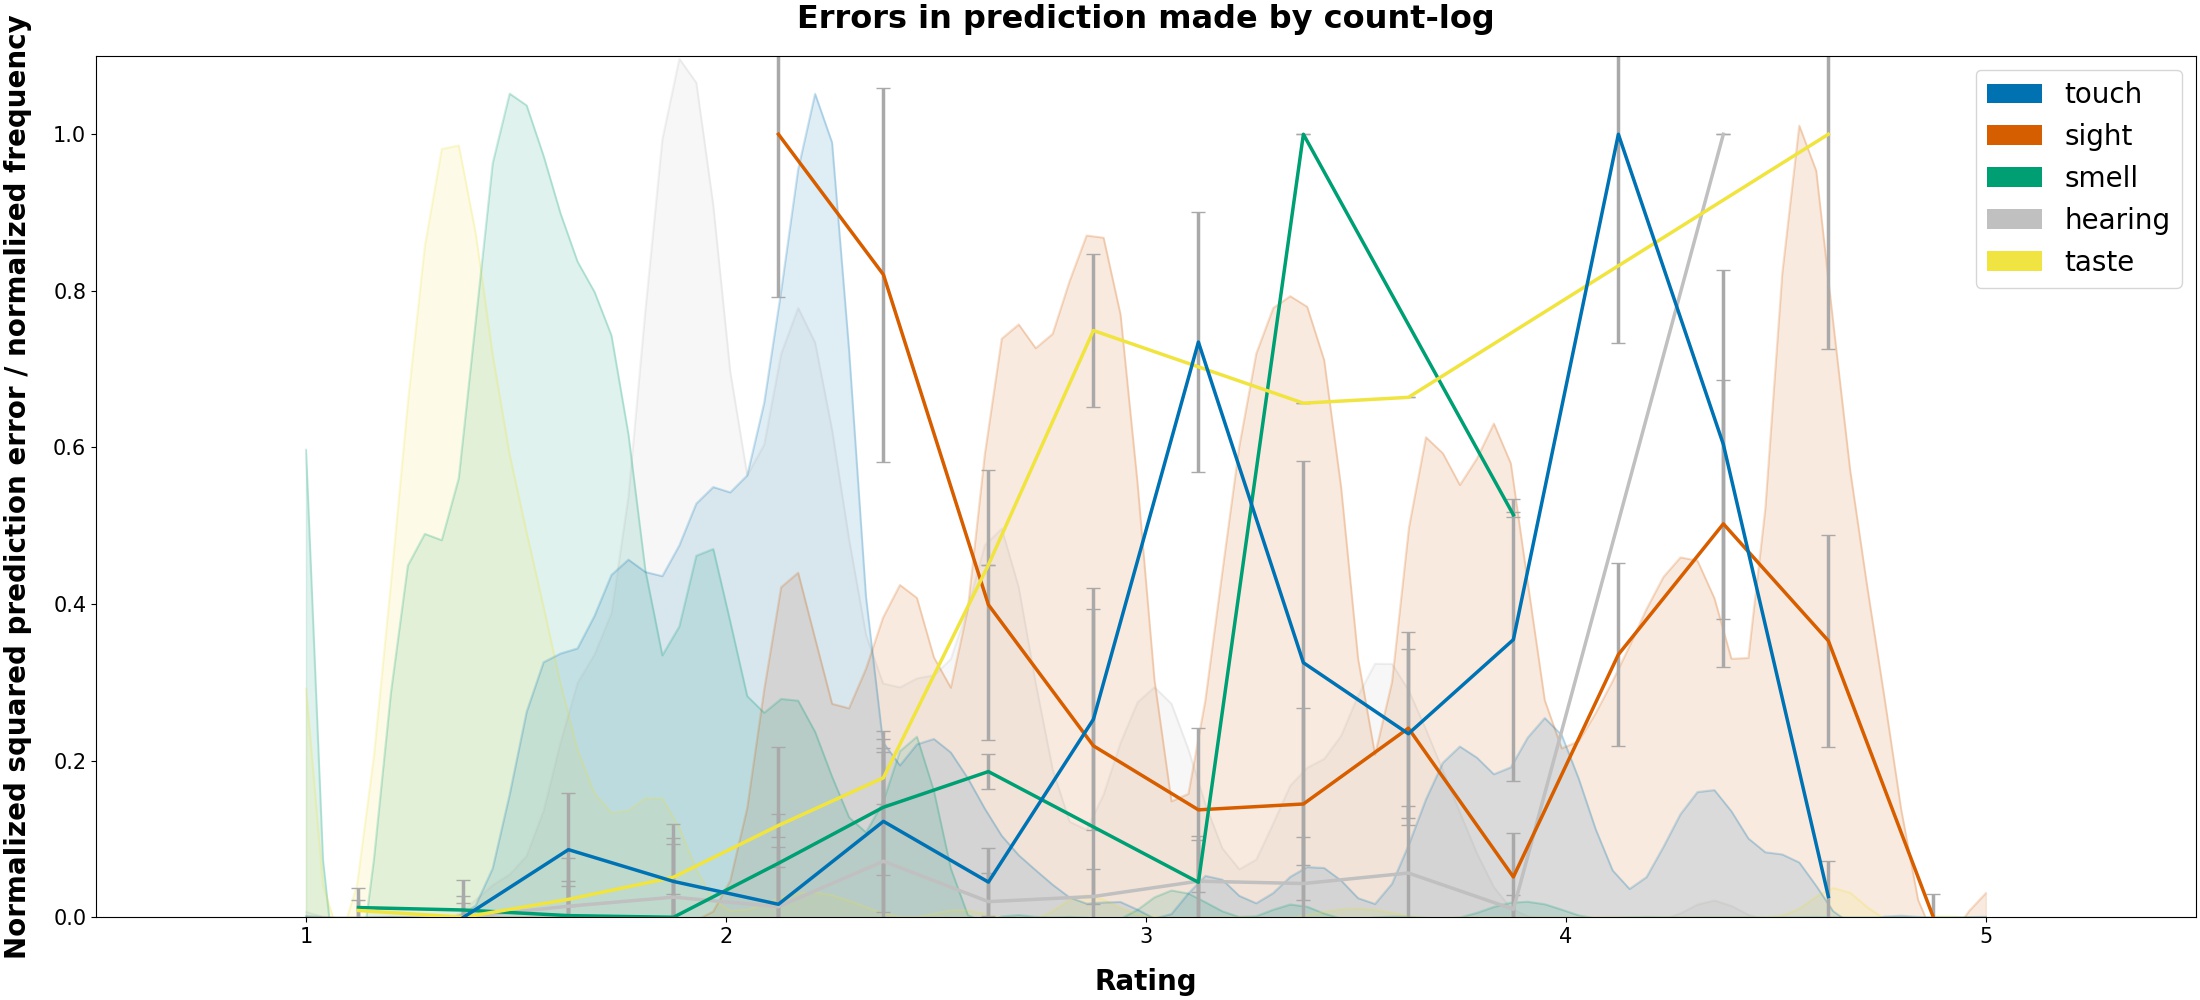 Errors in prediction made by count-log
Normalized squared prediction error / normalized frequency
1.0
0.8
0.6
0.4
0.2
0.0
1 2 3 4 5
Rating
touch
sight
smell
hearing
taste